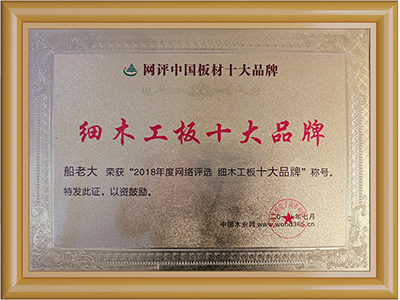 网评中国板材十大品牌
细木工板十大品牌
船老大 荣获“2018年度网络评选 细木工板十大品牌”称号。
特发此证，以资鼓励。
年七月
中国木业网 www.wood365.cn